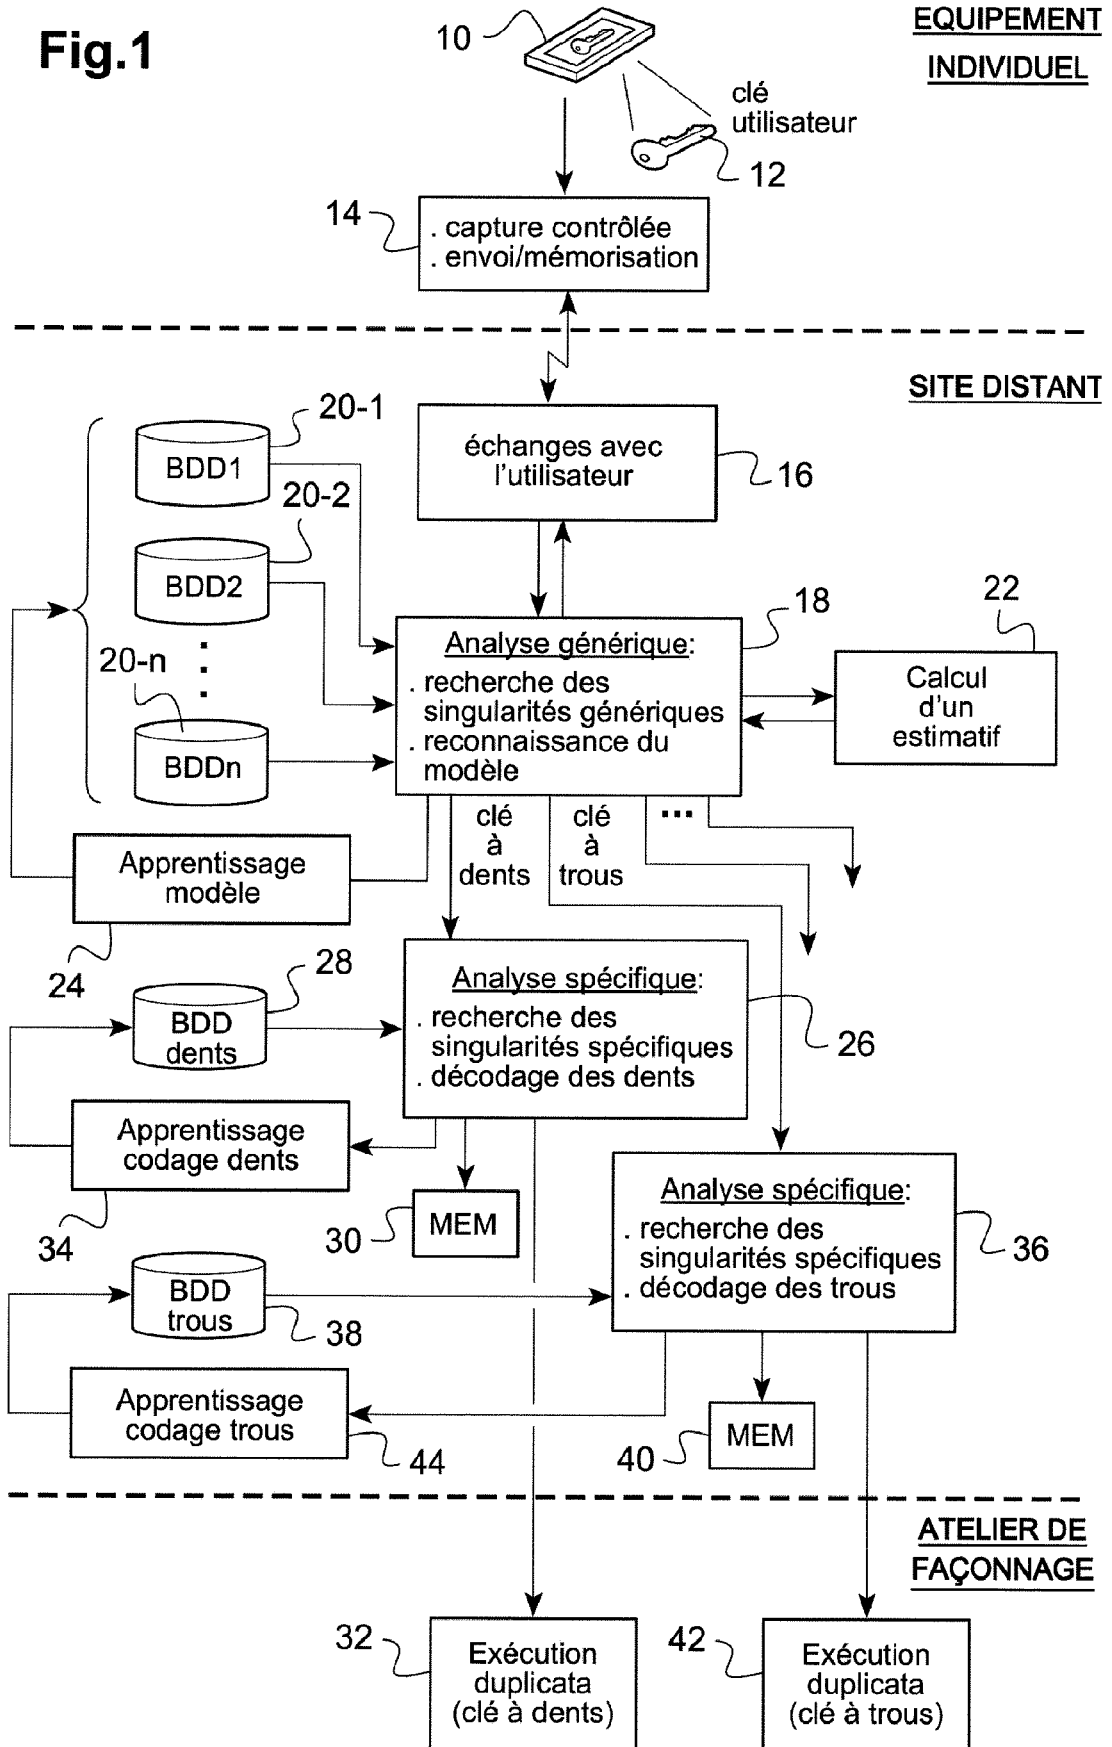 Fig.1
10
EQUIPEMENT
INDIVIDUEL
clé
utilisateur
12
14
. capture contrôlée
. envoi/mémorisation
SITE DISTANT
20-1
BDD1
échanges avec
l'utilisateur
16
20-2
BDD2
18
22
20-n
BDDn
Analyse générique:
. recherche des
singularités génériques
. reconnaissance du
modèle
Calcul
d'un
estimatif
clé
à
dents
clé
à
trous
...
Apprentissage
modèle
24
28
BDD
dents
Analyse spécifique:
. recherche des
singularités spécifiques
. décodage des dents
26
Apprentissage
codage dents
34
30
MEM
Analyse spécifique:
. recherche des
singularités spécifiques
. décodage des trous
36
BDD
trous
38
Apprentissage
codage trous
44
40
MEM
ATELIER DE
FAÇONNAGE
32
Exécution
duplicata
(clé à dents)
42
Exécution
duplicata
(clé à trous)